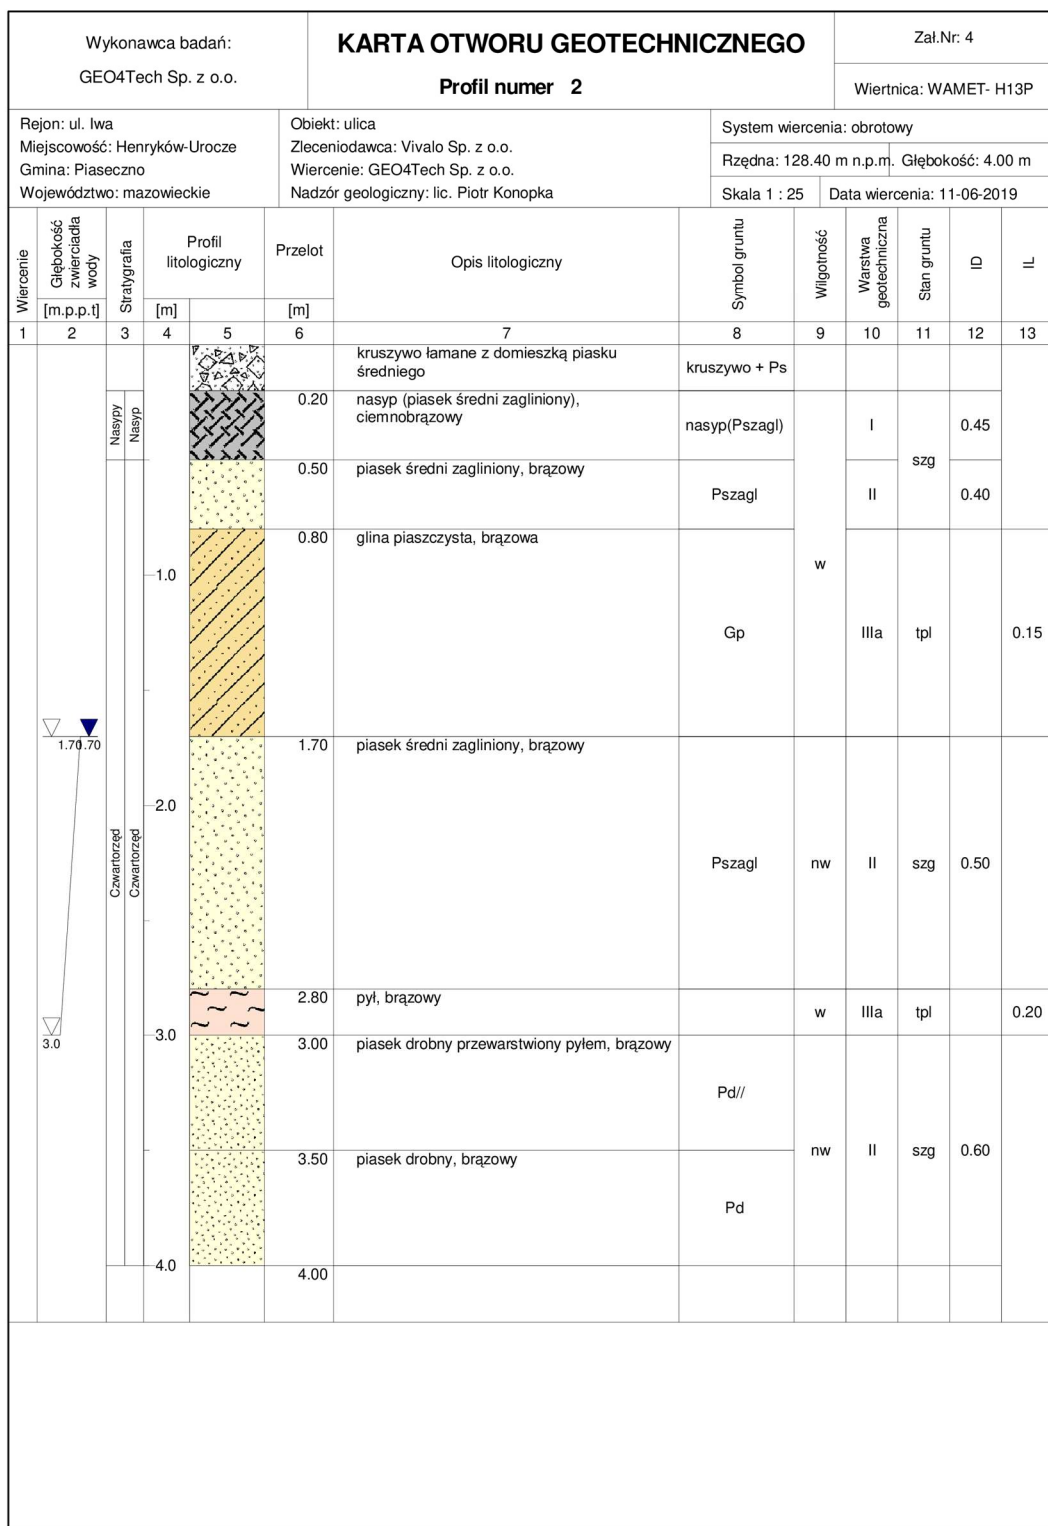 Wykonawca badań:
GEO4Tech Sp. z o.o.
KARTA OTWORU GEOTECHNICZNEGO
Profil numer 2
Zał.Nr: 4
Wiertnica: WAMET- H13P
Rejon: ul. Iwa
Miejscowość: Henryków-Urocze
Gmina: Piaseczno
Województwo: mazowieckie
Obiekt: ulica
Zleceniodawca: Vivalo Sp. z o.o.
Wiercenie: GEO4Tech Sp. z o.o.
Nadzór geologiczny: lic. Piotr Konopka
System wiercenia: obrotowy
Rzędna: 128.40 m n.p.m. Głębokość: 4.00 m
Skala 1 : 25 Data wiercenia: 11-06-2019
Wiercenie
Głębokość
zwierciadła
wody
[m.p.p.t]
Stratygrafia
Profil
litologiczny
[m]
Przelot
[m]
Opis litologiczny
Symbol gruntu
Wilgotność
Warstwa
geotechniczna
Stan gruntu
ID
IL
1 2 3 4 5 6 7 8 9 10 11 12 13
kruszywo łamane z domieszką piasku
średniego
kruszywo + Ps
Nasypy
Nasyp
0.20 nasyp (piasek średni zagliniony),
ciemnobrązowy
nasyp(Pszagl) I 0.45
szg
0.50 piasek średni zagliniony, brązowy
Pszagl II 0.40
0.80 glina piaszczysta, brązowa
w
1.0
Gp IIIa tpl 0.15
1.70 1.70
1.70 piasek średni zagliniony, brązowy
2.0
Czwartorzęd
Czwartorzęd
Pszagl nw II szg 0.50
2.80 pył, brązowy
w IIIa tpl 0.20
3.0
3.0
3.00 piasek drobny przewarstwiony pyłem, brązowy
Pd//
nw II szg 0.60
3.50 piasek drobny, brązowy
Pd
4.0
4.00